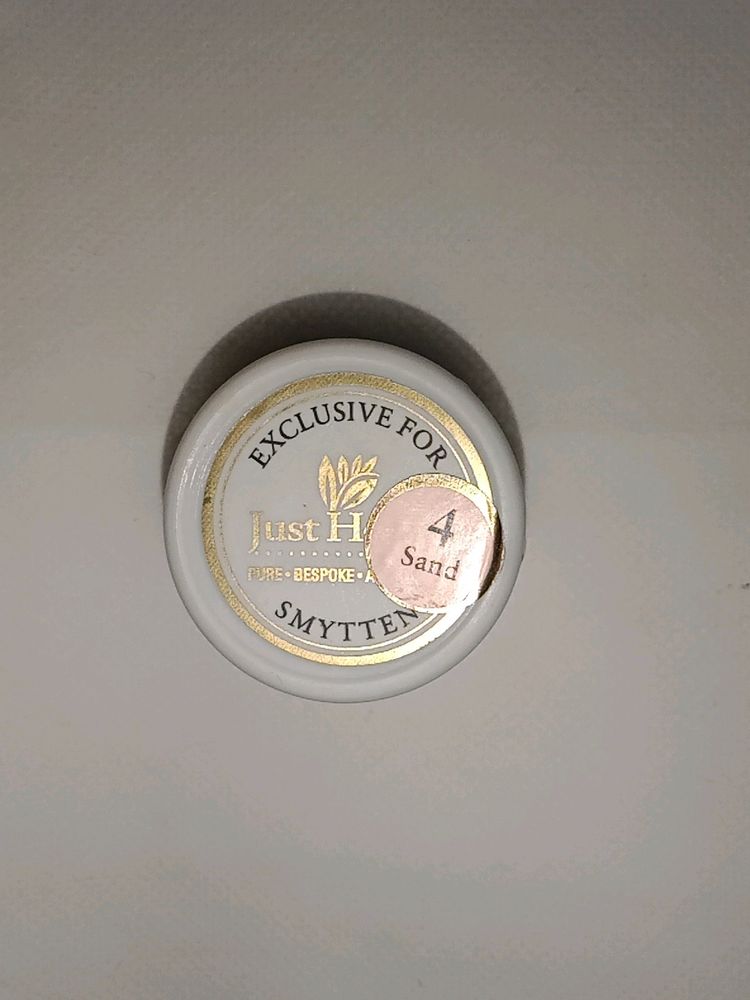 EXCLUSIVE FOR
Just H
PURE • BESPOKE • A
SMYTTEN
4
Sand